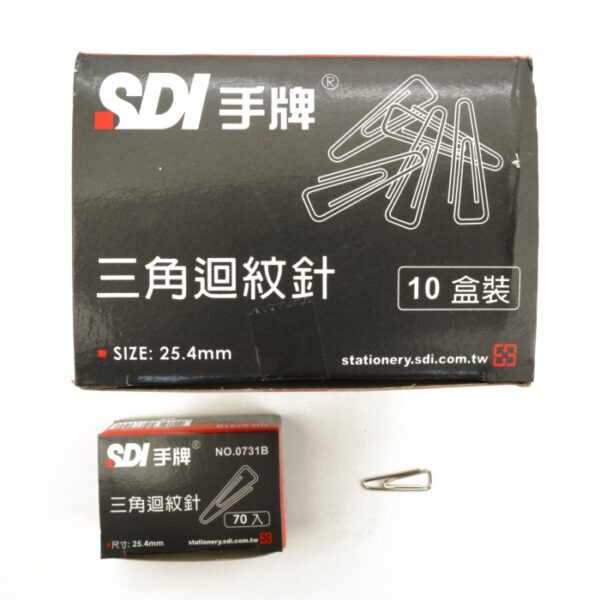 SDI 手牌®
三角迴紋針
10 盒裝
SIZE: 25.4mm
stationery.sdi.com.tw
SDI 手牌®
NO.0731B
三角迴紋針
70 入
尺寸: 25.4mm
stationery.sdi.com.tw